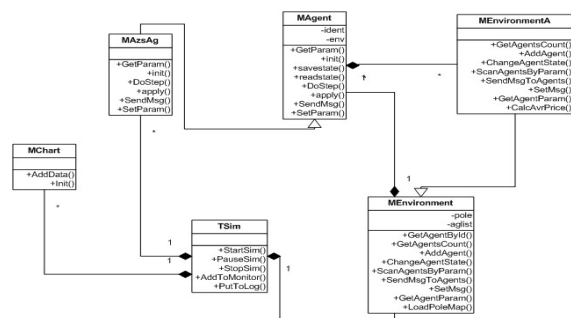 MAzsAg
+GetParam()
+init()
+DoStep()
+apply()
+SendMsg()
+SetParam()
MAgent
-ident
-env
+GetParam()
+init()
+savestate()
+readstate()
+DoStep()
+apply()
+SendMsg()
+SetParam()
MEnvironmentA
+GetAgentsCount()
+AddAgent()
+ChangeAgentState()
+ScanAgentsByParam()
+SendMsgToAgents()
+SetMsg()
+GetAgentParam()
+CalcAvrPrice()
*
*
MChart
+AddData()
+Init()
*
1
1
TSim
+StartSim()
+PauseSim()
+StopSim()
+AddToMonitor()
+PutToLog()
1
1
MEnvironment
-pole
-aglist
+GetAgentById()
+GetAgentsCount()
+AddAgent()
+ChangeAgentState()
+ScanAgentsByParam()
+SendMsgToAgents()
+SetMsg()
+GetAgentParam()
+LoadPoleMap()